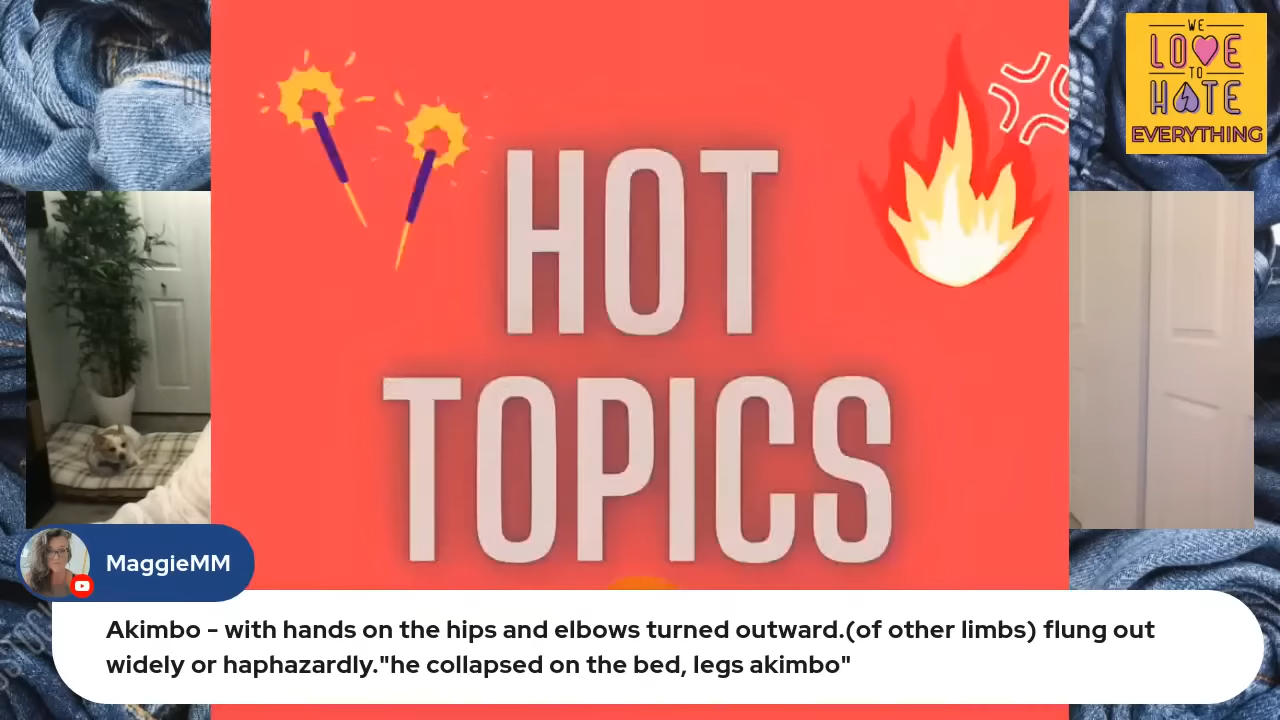 WE
LOVE
TO
HATE
EVERYTHING
HOT
TOPICS
MaggieMM
Akimbo - with hands on the hips and elbows turned outward.(of other limbs) flung out
widely or haphazardly."he collapsed on the bed, legs akimbo"